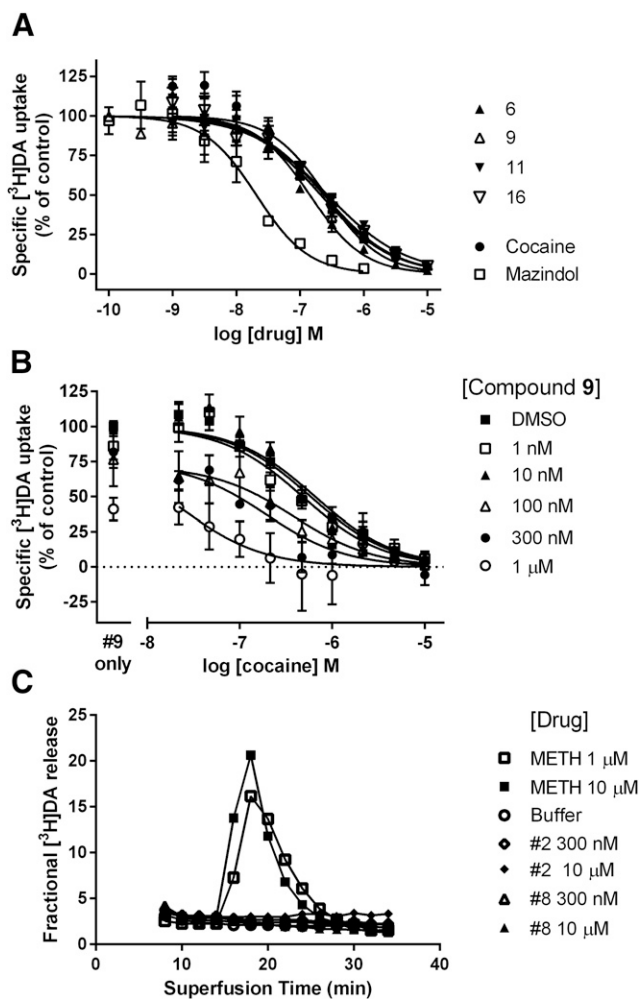 A
Specific [³H]DA uptake
(% of control)
125
100
75
50
25
0
-10 -9 -8 -7 -6 -5
log [drug] M
6
9
11
16
Cocaine
Mazindol
B
Specific [³H]DA uptake
(% of control)
125
100
75
50
25
0
-25
#9
only
-8 -7 -6 -5
log [cocaine] M
[Compound 9]
DMSO
1 nM
10 nM
100 nM
300 nM
1 μM
C
Fractional [³H]DA release
25
20
15
10
5
0
0 10 20 30 40
Superfusion Time (min)
[Drug]
METH 1 μM
METH 10 μM
Buffer
#2 300 nM
#2 10 μM
#8 300 nM
#8 10 μM